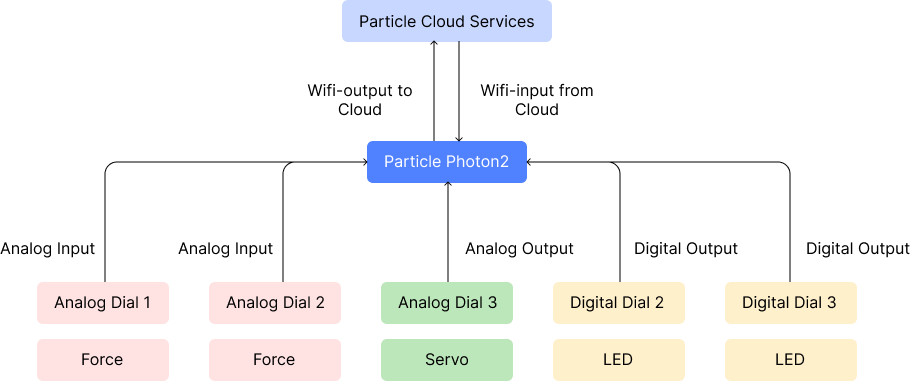 Particle Cloud Services
Wifi-output to
Cloud
Wifi-input from
Cloud
Particle Photon2
Analog Input
Analog Input
Analog Output
Digital Output
Digital Output
Analog Dial 1
Analog Dial 2
Analog Dial 3
Digital Dial 2
Digital Dial 3
Force
Force
Servo
LED
LED